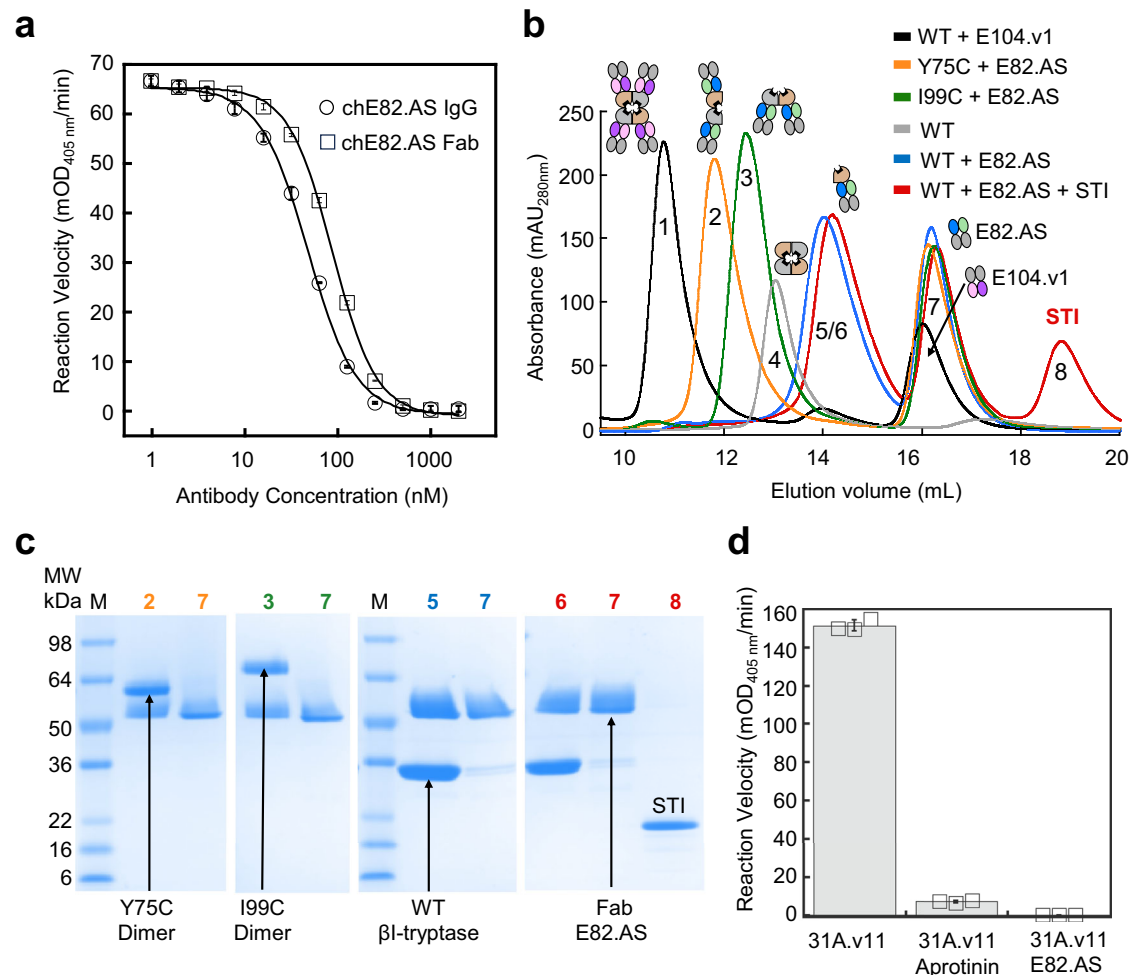 a
Reaction Velocity (mOD405 nm/min)
70
60
50
40
30
20
10
0
chE82.AS IgG
chE82.AS Fab
1
10
100
1000
Antibody Concentration (nM)
b
WT + E104.v1
Y75C + E82.AS
I99C + E82.AS
WT
WT + E82.AS
WT + E82.AS + STI
Absorbance (mAU280nm)
250
200
150
100
50
0
1
2
3
4
5/6
7
8
E82.AS
E104.v1
STI
10
12
14
16
18
20
Elution volume (mL)
c
MW
kDa
M
2
7
3
7
M
5
7
6
7
8
98
64
50
36
22
16
6
STI
Y75C
Dimer
I99C
Dimer
WT
βI-tryptase
Fab
E82.AS
d
Reaction Velocity (mOD405 nm/min)
160
140
120
100
80
60
40
20
0
31A.v11
31A.v11
Aprotinin
31A.v11
E82.AS